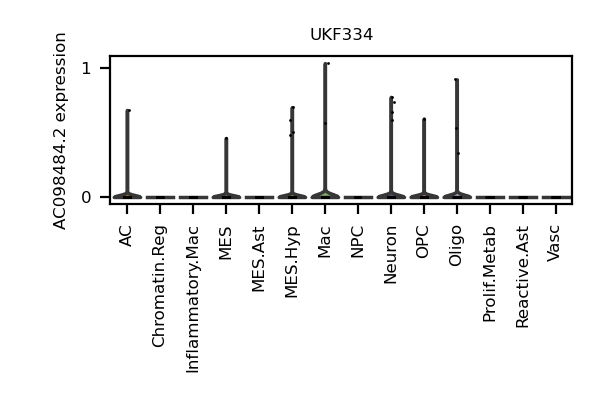 UKF334
AC098484.2 expression
1
0
AC
Chromatin.Reg
Inflammatory.Mac
MES
MES.Ast
MES.Hyp
Mac
NPC
Neuron
OPC
Oligo
Prolif.Metab
Reactive.Ast
Vasc